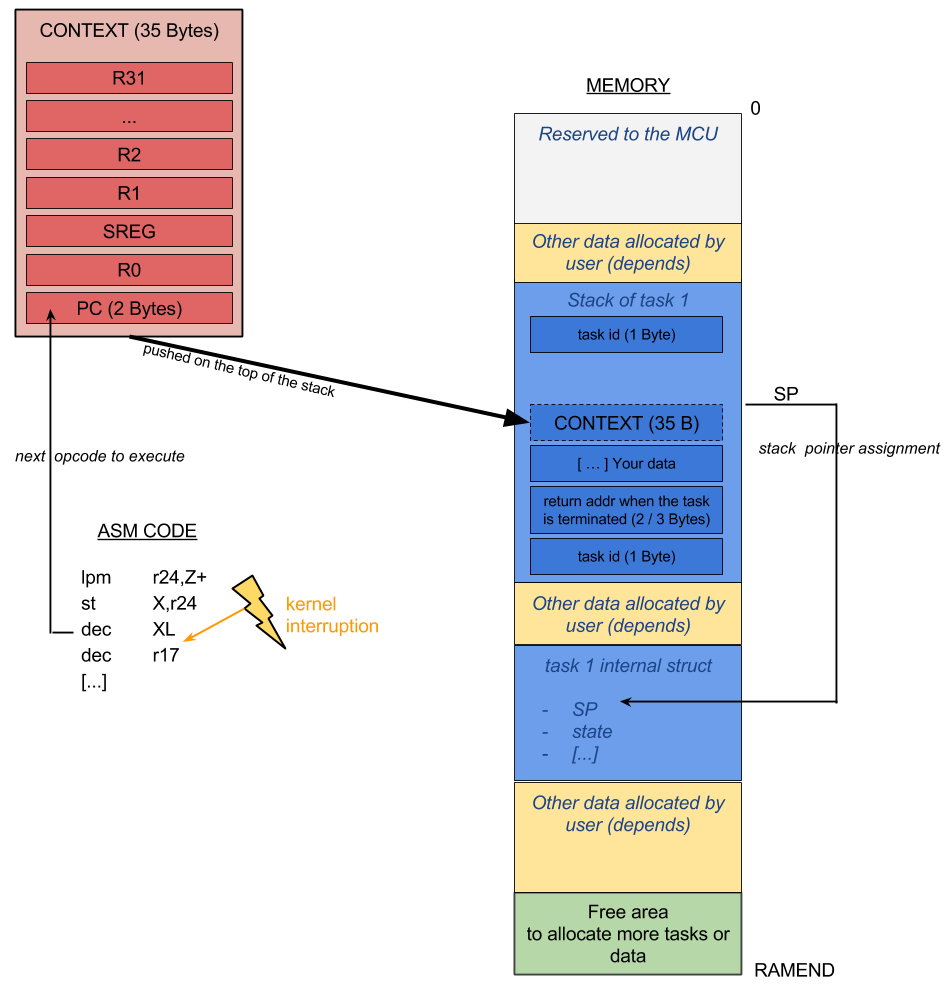 CONTEXT (35 Bytes)
R31
...
R2
R1
SREG
R0
PC (2 Bytes)
pushed on the top of the stack
next opcode to execute
ASM CODE
lpm r24,Z+
st X,r24
dec XL
dec r17
[...]
kernel
interruption
MEMORY
0
Reserved to the MCU
Other data allocated by
user (depends)
Stack of task 1
task id (1 Byte)
CONTEXT (35 B)
[ ... ] Your data
return addr when the task
is terminated (2 / 3 Bytes)
task id (1 Byte)
SP
stack pointer assignment
Other data allocated by
user (depends)
task 1 internal struct
- SP
- state
- [...]
Other data allocated by
user (depends)
Free area
to allocate more tasks or
data
RAMEND